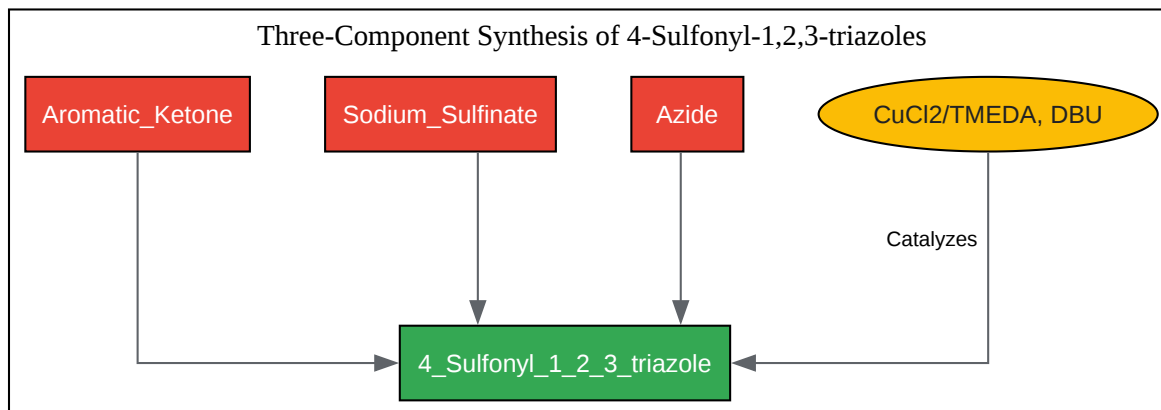 Three-Component Synthesis of 4-Sulfonyl-1,2,3-triazoles
Aromatic_Ketone
Sodium_Sulfinate
Azide
CuCl2/TMEDA, DBU
Catalyzes
4_Sulfonyl_1_2_3_triazole